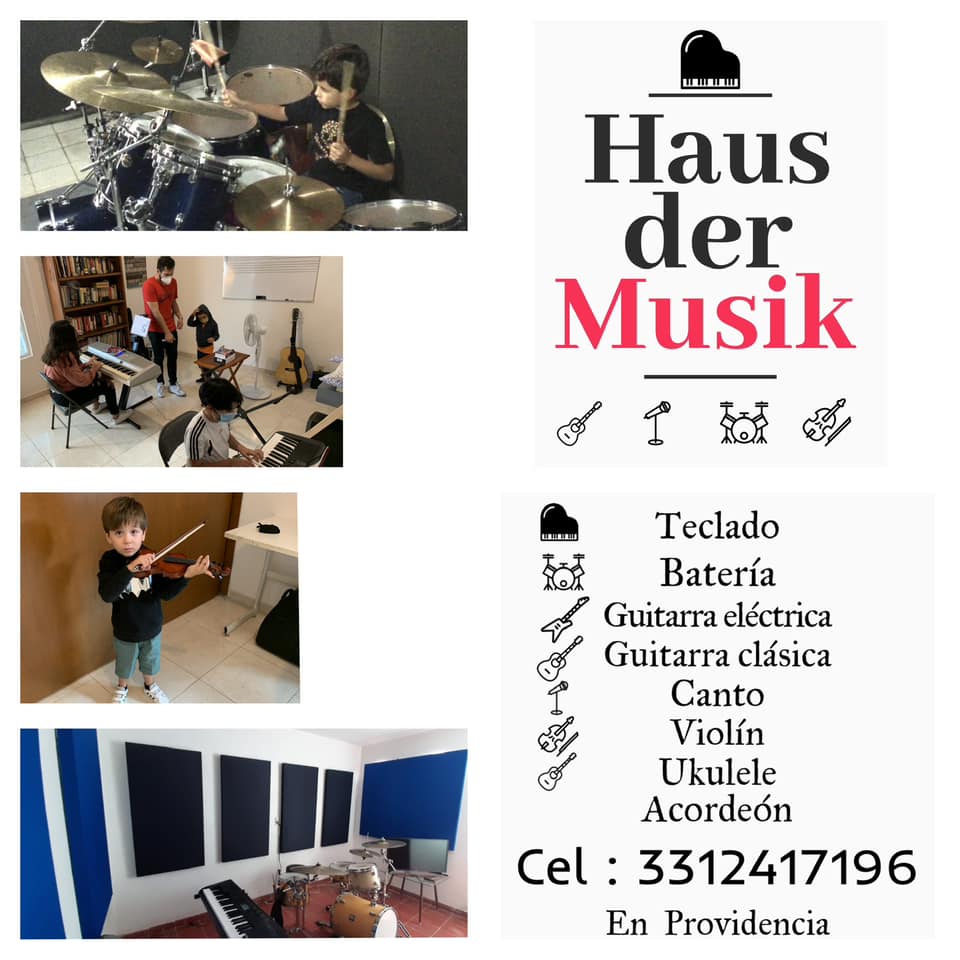 Haus
der
Musik
Teclado
Batería
Guitarra eléctrica
Guitarra clásica
Canto
Violín
Ukulele
Acordeón
Cel : 3312417196
En Providencia